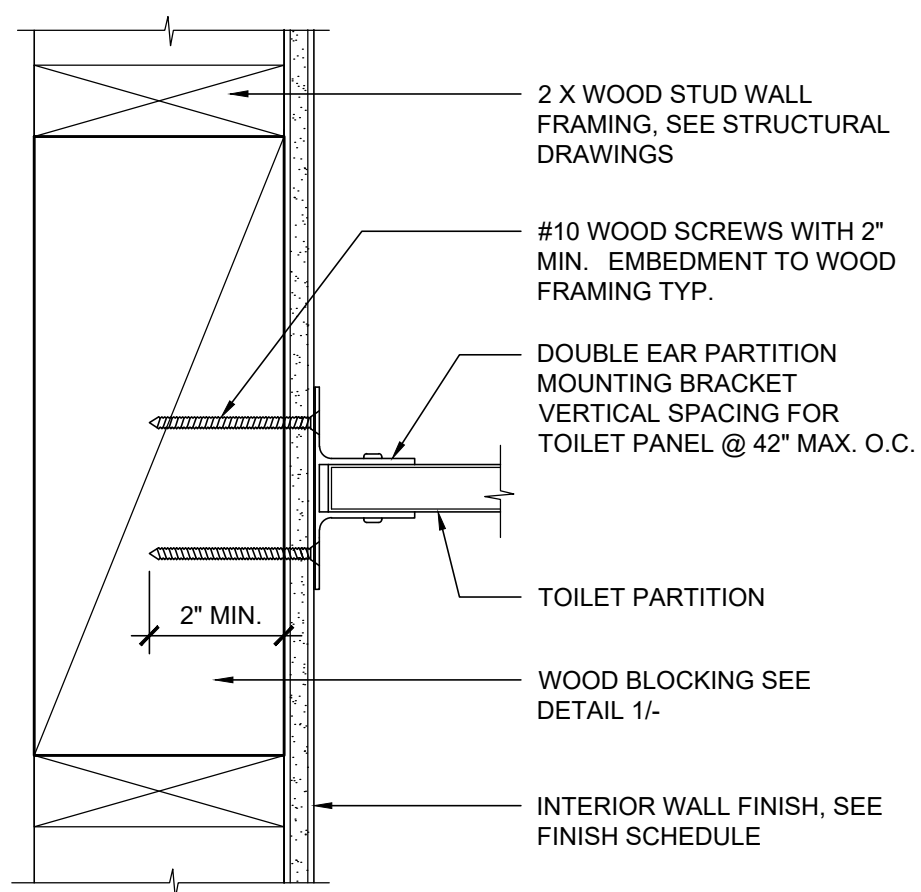 2 X WOOD STUD WALL
FRAMING, SEE STRUCTURAL
DRAWINGS
#10 WOOD SCREWS WITH 2"
MIN. EMBEDMENT TO WOOD
FRAMING TYP.
DOUBLE EAR PARTITION
MOUNTING BRACKET
VERTICAL SPACING FOR
TOILET PANEL @ 42" MAX. O.C.
TOILET PARTITION
2" MIN.
WOOD BLOCKING SEE
DETAIL 1/-
INTERIOR WALL FINISH, SEE
FINISH SCHEDULE